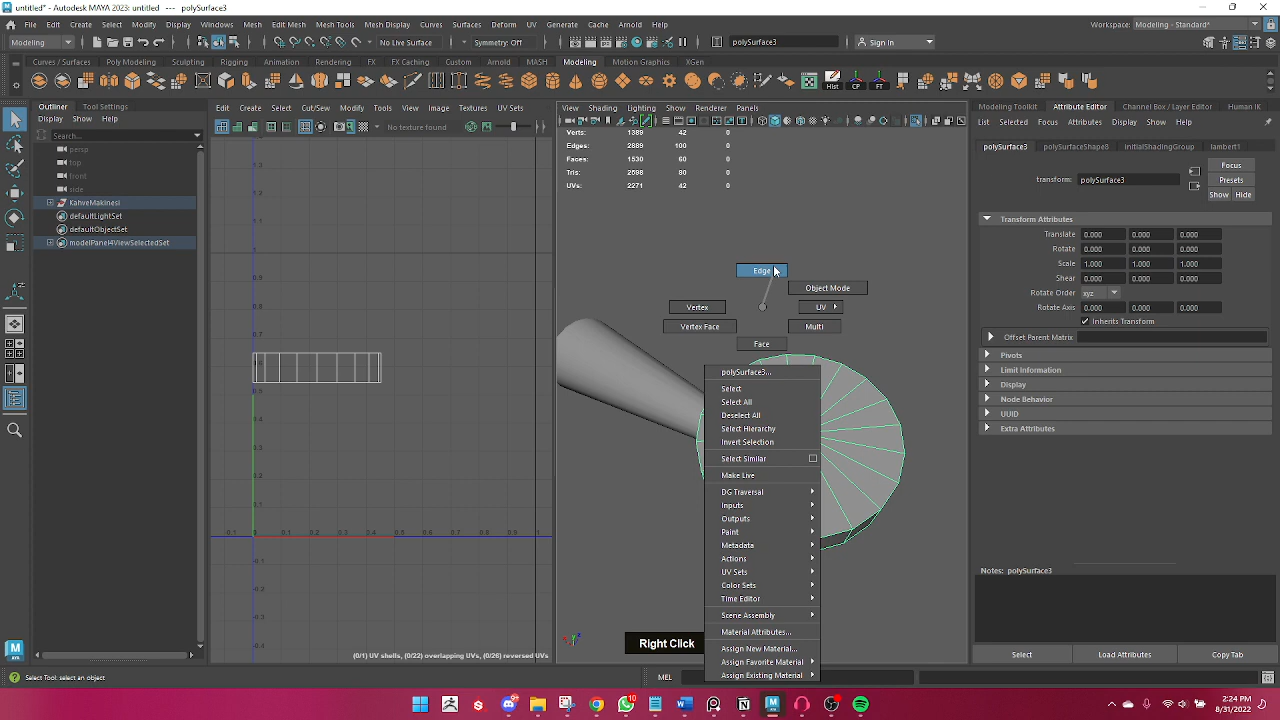 untitled* - Autodesk MAYA 2023: untitled --- polySurface3
File Edit Create Select Modify Display Windows Mesh Edit Mesh Mesh Tools Mesh Display Curves Surfaces Deform UV Generate Cache Arnold Help
Workspace: Modeling - Standard*
Modeling
No Live Surface
Symmetry: Off
polySurface3
Sign In
Curves / Surfaces Poly Modeling Sculpting Rigging Animation Rendering FX FX Caching Custom Arnold MASH Modeling Motion Graphics XGen
Hist CP FT
Outliner Tool Settings
Display Show Help
Search...
persp
top
front
side
KahveMakinesi
defaultLightSet
defaultObjectSet
modelPanel4ViewSelectedSet
Edit Create Select Cut/Sew Modify Tools View Image Textures UV Sets
No texture found
(0/1) UV shells, (0/22) overlapping UVs, (0/26) reversed UVs
View Shading Lighting Show Renderer Panels
Verts: 1389 42 0
Edges: 2889 100 0
Faces: 1530 60 0
Tris: 2598 80 0
UVs: 2271 42 0
Edge
Object Mode
Vertex
UV
Vertex Face
Multi
Face
polySurface3...
Select
Select All
Deselect All
Select Hierarchy
Invert Selection
Select Similar
Make Live
DG Traversal
Inputs
Outputs
Paint
Metadata
Actions
UV Sets
Color Sets
Time Editor
Scene Assembly
Material Attributes...
Assign New Material...
Assign Favorite Material
Assign Existing Material
Right Click
Modeling Toolkit Attribute Editor Channel Box / Layer Editor Human IK
List Selected Focus Attributes Display Show Help
polySurface3 polySurfaceShape8 initialShadingGroup lambert1
transform: polySurface3
Focus
Presets
Show Hide
Transform Attributes
Translate 0.000 0.000 0.000
Rotate 0.000 0.000 0.000
Scale 1.000 1.000 1.000
Shear 0.000 0.000 0.000
Rotate Order xyz
Rotate Axis 0.000 0.000 0.000
Inherits Transform
Offset Parent Matrix
Pivots
Limit Information
Display
Node Behavior
UUID
Extra Attributes
Notes: polySurface3
Select Load Attributes Copy Tab
Select Tool: select an object
MEL
10
2:24 PM
8/31/2022